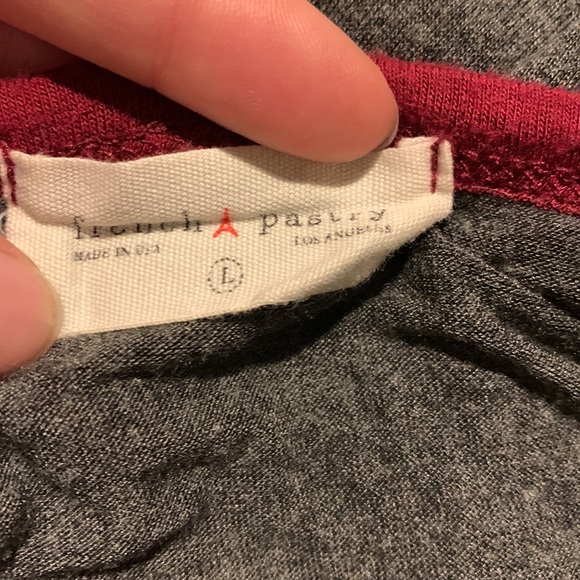 french pastry
MADE IN USA LOS ANGELES
L